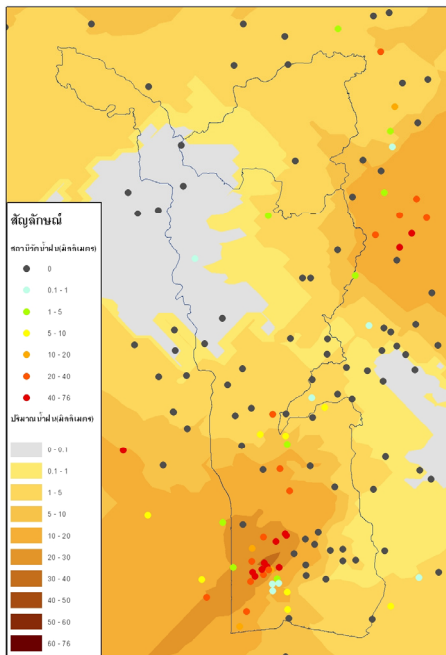 สัญลักษณ์
สถานีวัดน้ำฝน(มิลลิเมตร)
0
0.1 - 1
1 - 5
5 - 10
10 - 20
20 - 40
40 - 76
ปริมาณน้ำฝน(มิลลิเมตร)
0 - 0.1
0.1 - 1
1 - 5
5 - 10
10 - 20
20 - 30
30 - 40
40 - 50
50 - 60
60 - 76